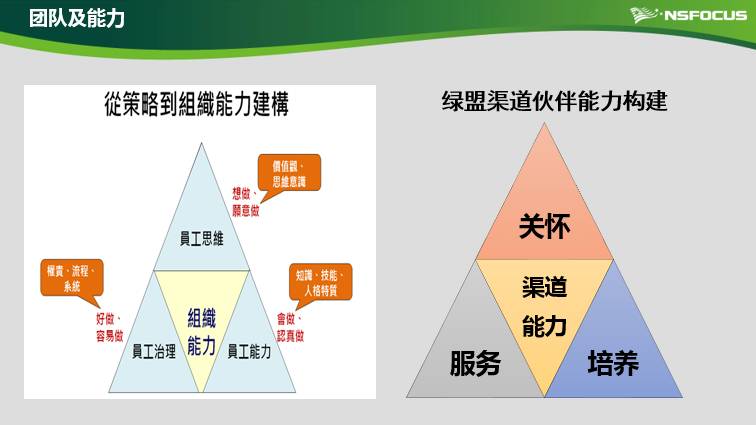 团队及能力
NSFOCUS
從策略到組織能力建構
價值觀、
思維意識
想做、
願意做
員工思維
權責、流程、
系統
知識、技能、
人格特質
好做、
容易做
組織
能力
會做、
認真做
員工治理
員工能力
绿盟渠道伙伴能力构建
关怀
渠道
能力
服务
培养